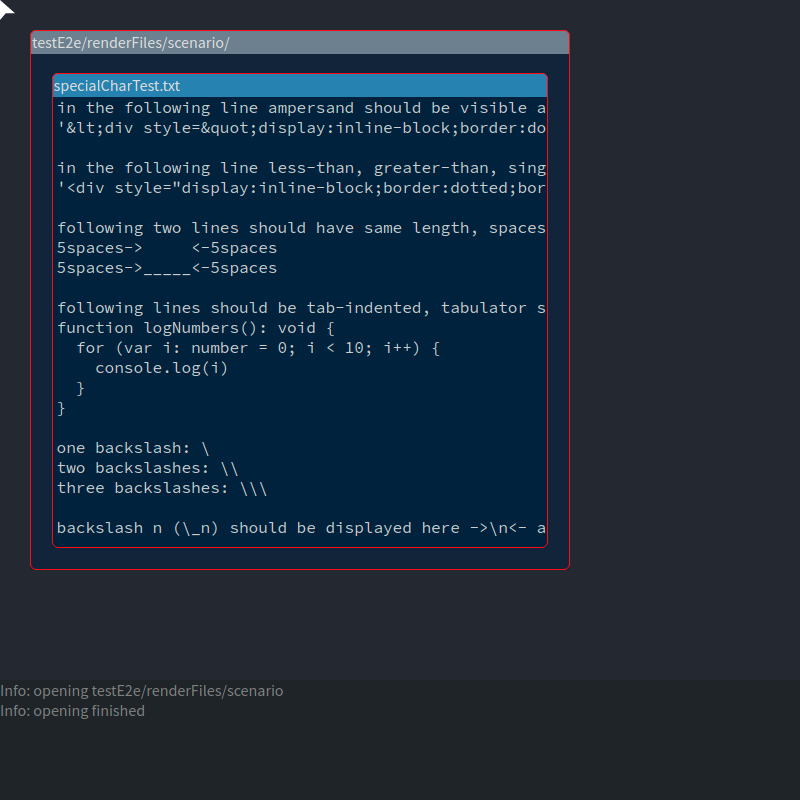 testE2e/renderFiles/scenario/
specialCharTest.txt
in the following line ampersand should be visible a
'&lt;div style=&quot;display:inline-block;border:do
in the following line less-than, greater-than, sing
'<div style="display:inline-block;border:dotted;bor
following two lines should have same length, spaces
5spaces->     <-5spaces
5spaces->_____<-5spaces
following lines should be tab-indented, tabulator s
function logNumbers(): void {
  for (var i: number = 0; i < 10; i++) {
    console.log(i)
  }
}
one backslash: \
two backslashes: \\
three backslashes: \\\
backslash n (\_n) should be displayed here ->\n<- a
Info: opening testE2e/renderFiles/scenario
Info: opening finished